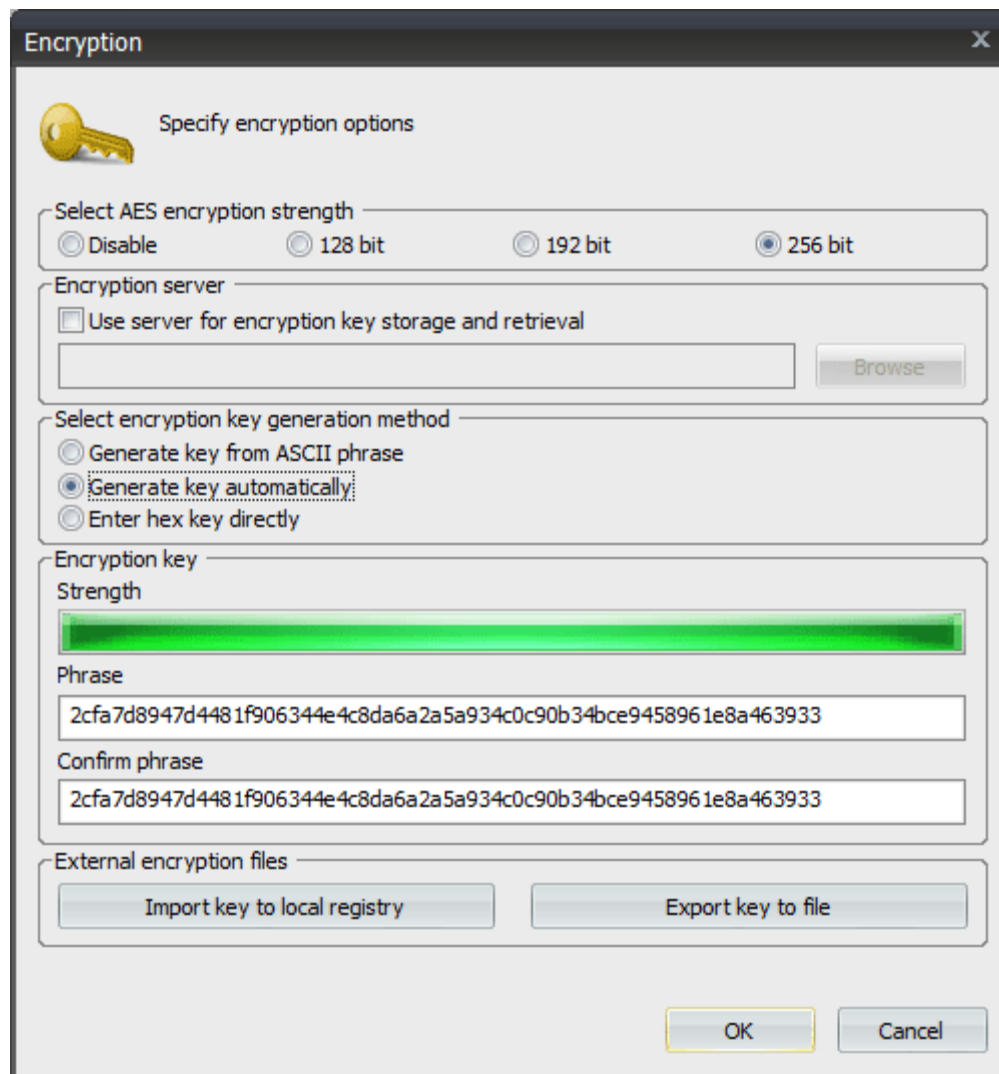 Encryption
x
Specify encryption options
Select AES encryption strength
Disable 128 bit 192 bit 256 bit
Encryption server
Use server for encryption key storage and retrieval
Browse
Select encryption key generation method
Generate key from ASCII phrase
Generate key automatically
Enter hex key directly
Encryption key
Strength
Phrase
2cfa7d8947d4481f906344e4c8da6a2a5a934c0c90b34bce9458961e8a463933
Confirm phrase
2cfa7d8947d4481f906344e4c8da6a2a5a934c0c90b34bce9458961e8a463933
External encryption files
Import key to local registry Export key to file
OK Cancel